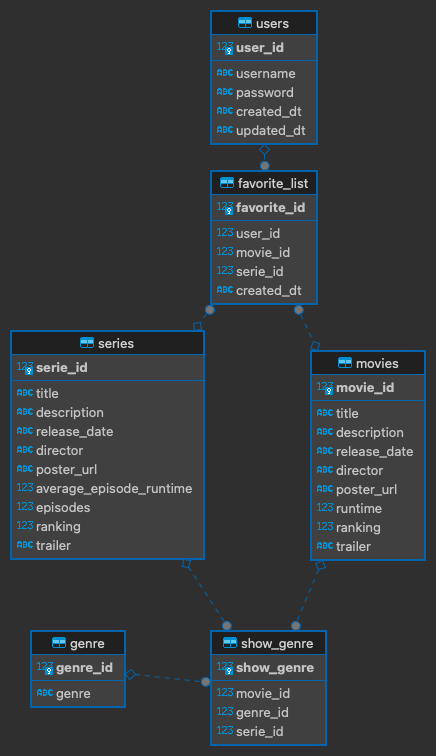 users
123 user_id
ABC username
ABC password
ABC created_dt
ABC updated_dt
favorite_list
123 favorite_id
123 user_id
123 movie_id
123 serie_id
123 created_dt
series
123 serie_id
ABC title
ABC description
ABC release_date
ABC director
ABC poster_url
123 average_episode_runtime
123 episodes
123 ranking
ABC trailer
movies
123 movie_id
ABC title
ABC description
ABC release_date
ABC director
ABC poster_url
123 runtime
123 ranking
ABC trailer
genre
123 genre_id
ABC genre
show_genre
123 show_genre
123 movie_id
123 genre_id
123 serie_id